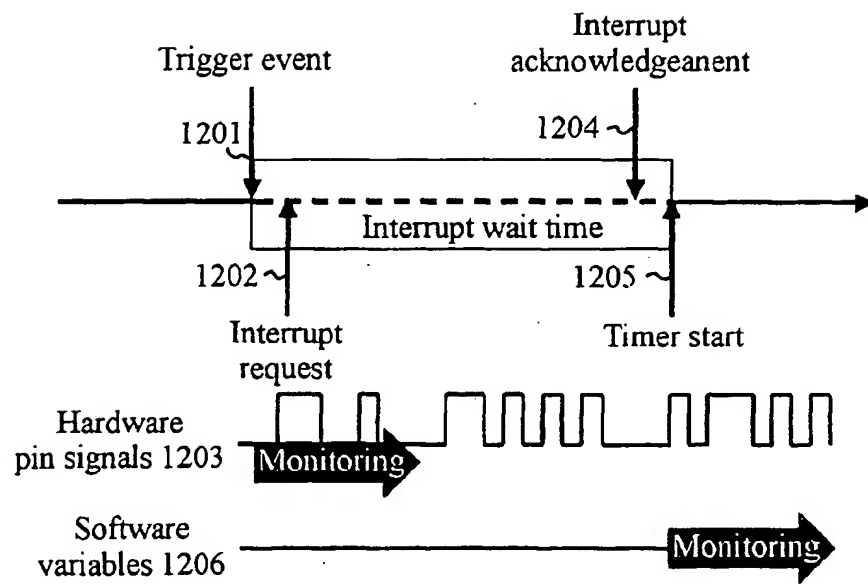 Interrupt
acknowledgeanent
Trigger event
1201
1204
Interrupt wait time
1202
1205
Interrupt
request
Timer start
Hardware
pin signals 1203
Monitoring
Software
variables 1206
Monitoring